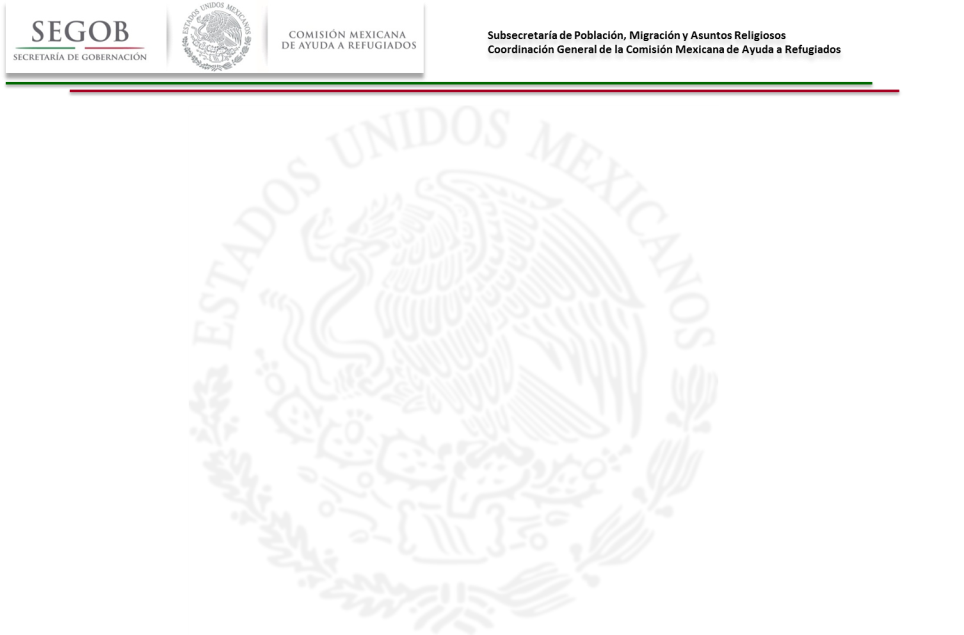 SEGOB
SECRETARÍA DE GOBERNACIÓN
ESTADOS UNIDOS MEXICANOS
COMISIÓN MEXICANA
DE AYUDA A REFUGIADOS
Subsecretaría de Población, Migración y Asuntos Religiosos
Coordinación General de la Comisión Mexicana de Ayuda a Refugiados
ESTADOS UNIDOS MEXICANOS